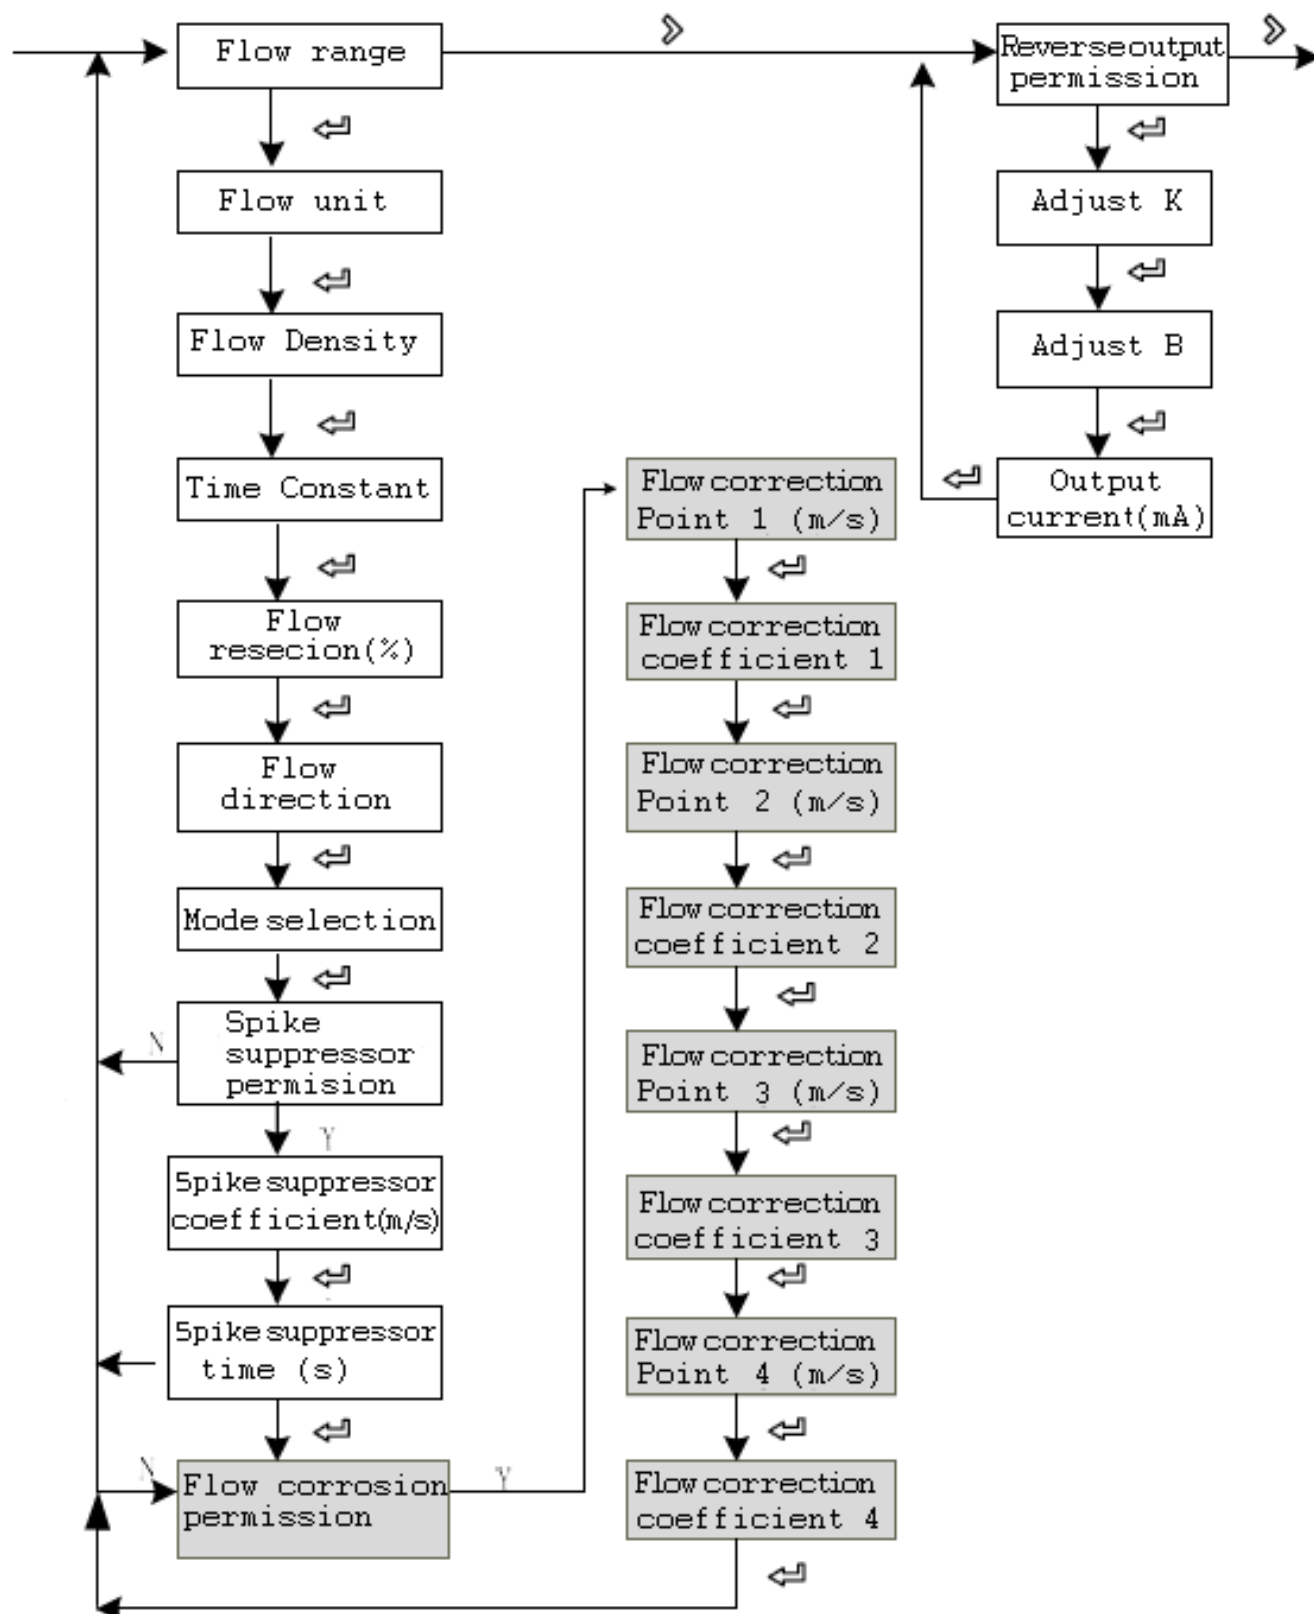 Flow range
Flow unit
Flow Density
Time Constant
Flow
resecion(%)
Flow
direction
Mode selection
Spike
suppressor
permision
N
Y
Spike suppressor
coefficient(m/s)
Spike suppressor
time (s)
N
Flow corrosion
permission
Y
Flow correction
Point 1 (m/s)
Flow correction
coefficient 1
Flow correction
Point 2 (m/s)
Flow correction
coefficient 2
Flow correction
Point 3 (m/s)
Flow correction
coefficient 3
Flow correction
Point 4 (m/s)
Flow correction
coefficient 4
Reverse output
permission
Adjust K
Adjust B
Output
current(mA)